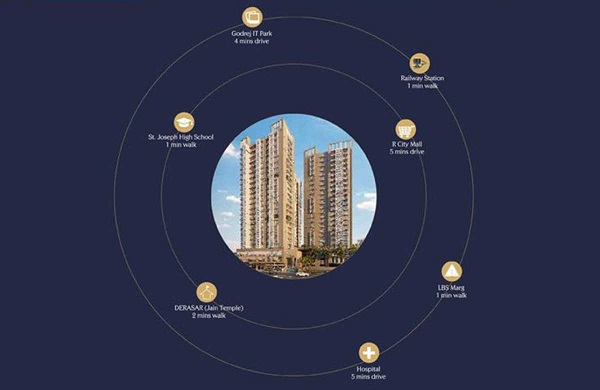 Godrej IT Park
4 mins drive
Railway Station
1 min walk
St. Joseph High School
1 min walk
R City Mall
5 mins drive
LBS Marg
1 min walk
DERASAR (Jain Temple)
2 mins walk
Hospital
5 mins drive